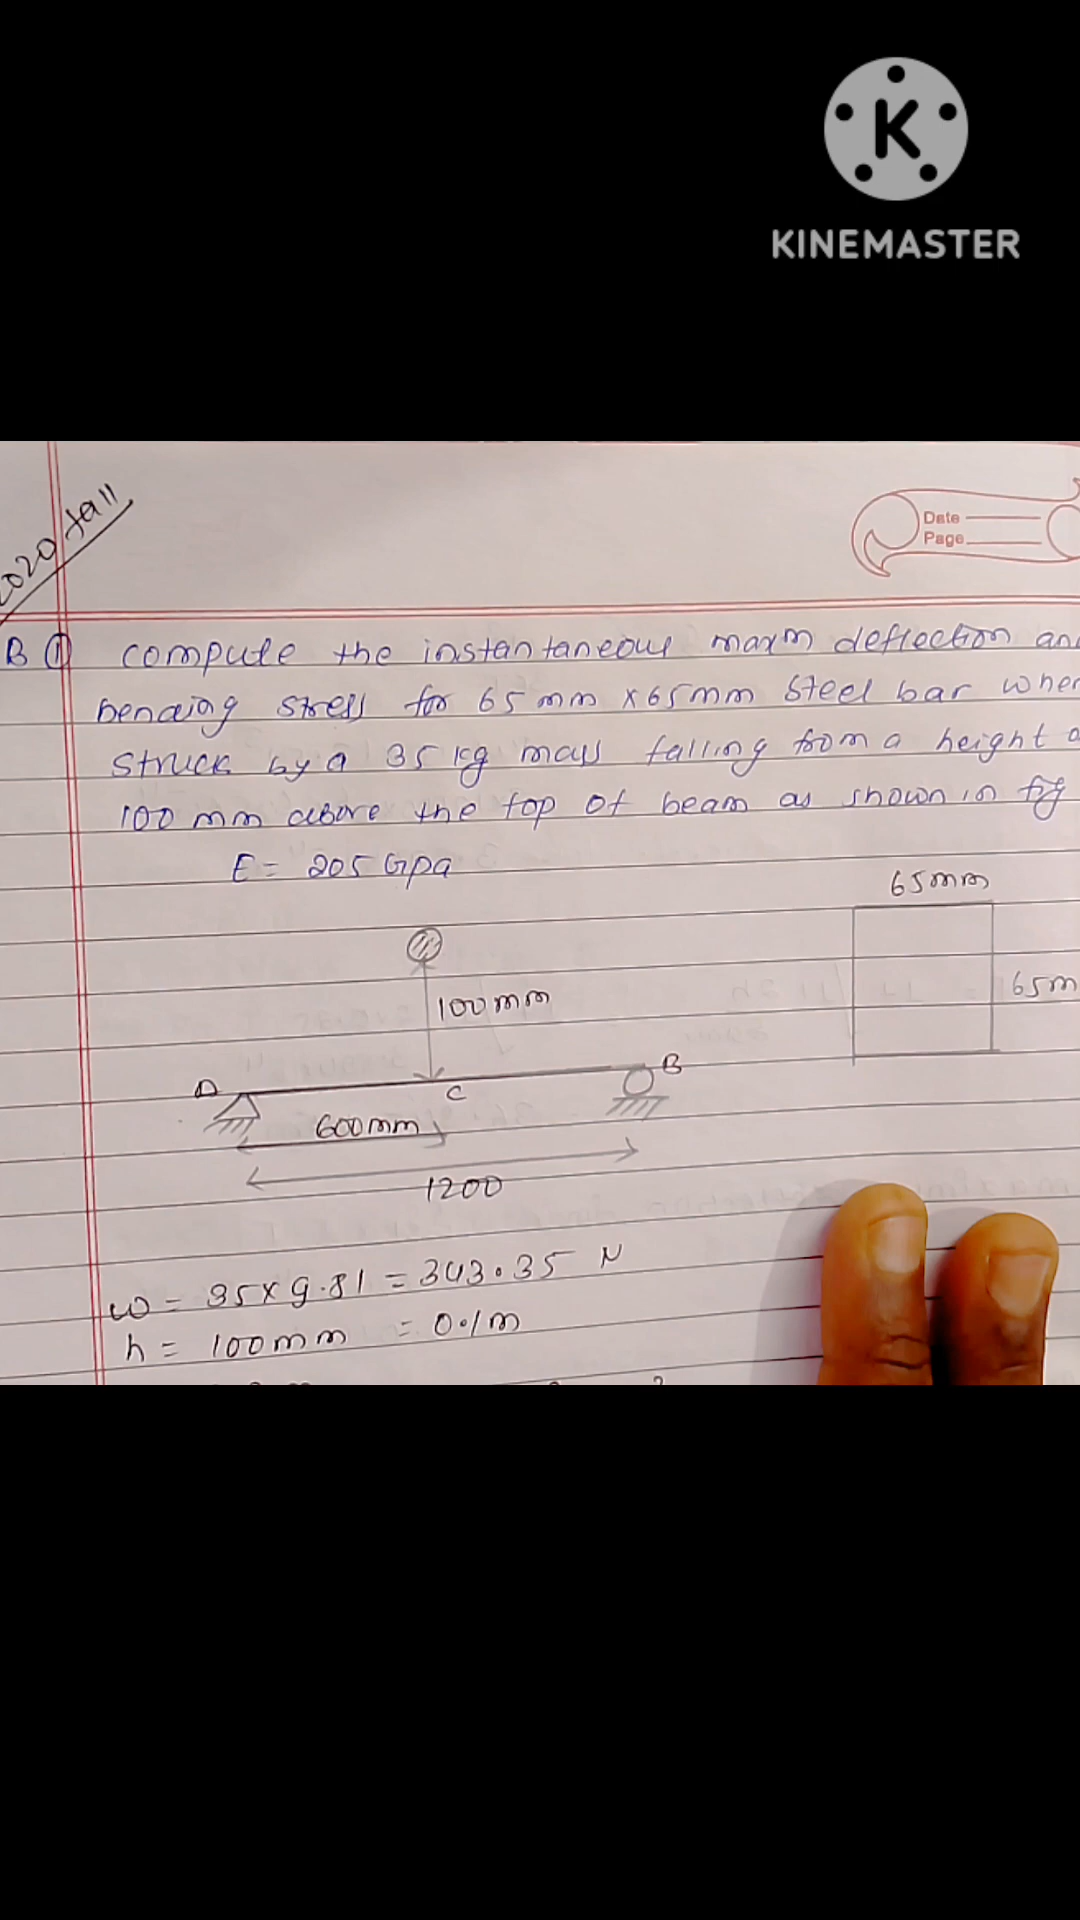 KINEMASTER
2020 fall
Date
Page
B ① compute the instantaneous maxm deflection an
bending stress for 65 mm x 65 mm steel bar when
struck by a 35 kg mass falling from a height o
100 mm above the top of beam as shown in fig
E = 205 Gpa
65mm
100mm
65m
A
C
B
600mm
1200
w = 35 x 9.81 = 343.35 N
h = 100mm = 0.1m